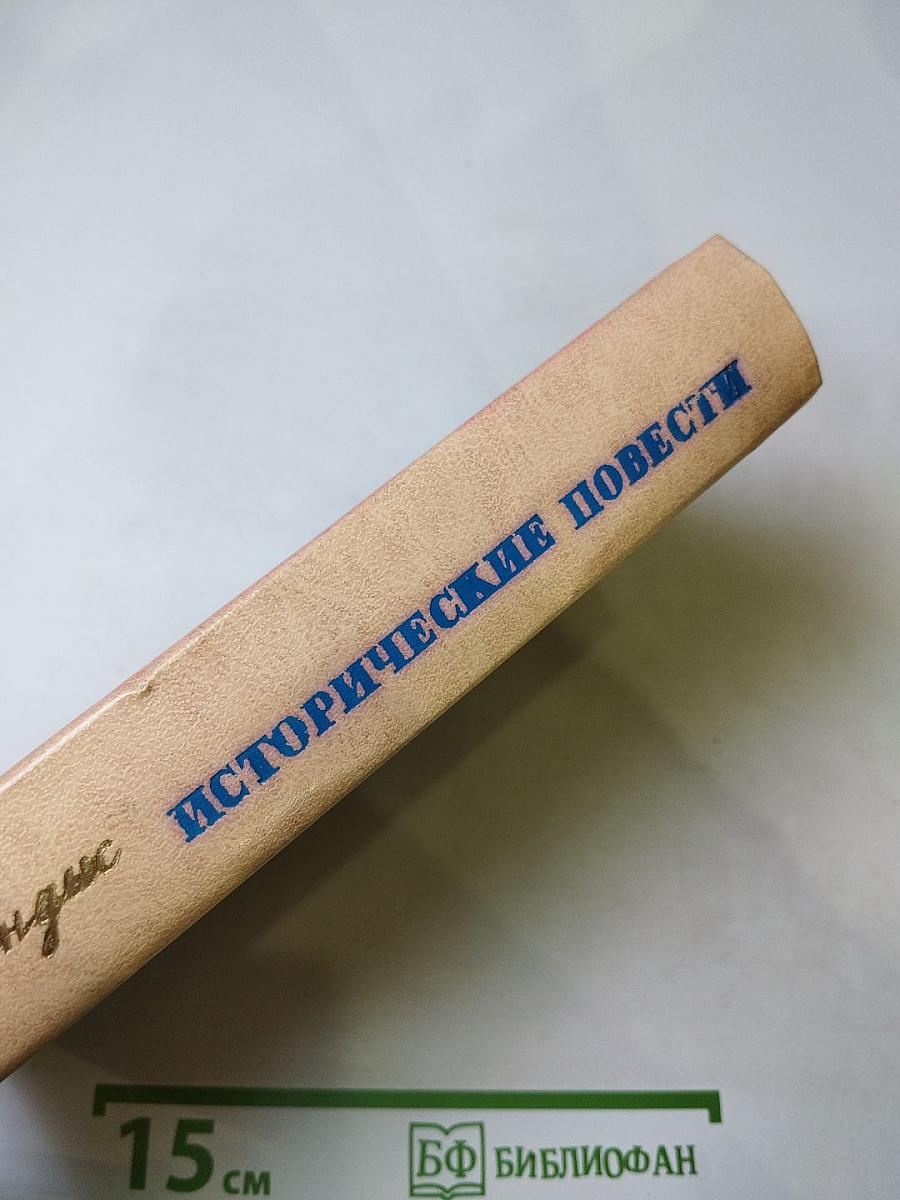 ИСТОРИЧЕСКИЕ ПОВЕСТИ
15 см
БФ БИБЛИОФАН